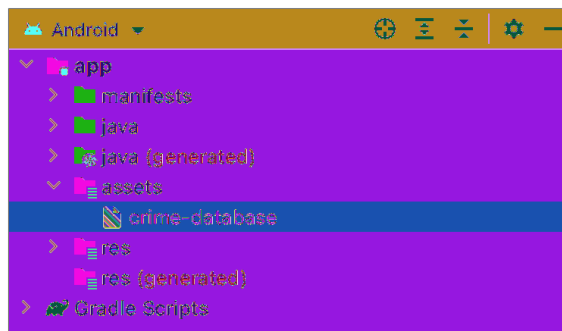 Android
app
manifests
java
java (generated)
assets
crime-database
res
res (generated)
Gradle Scripts